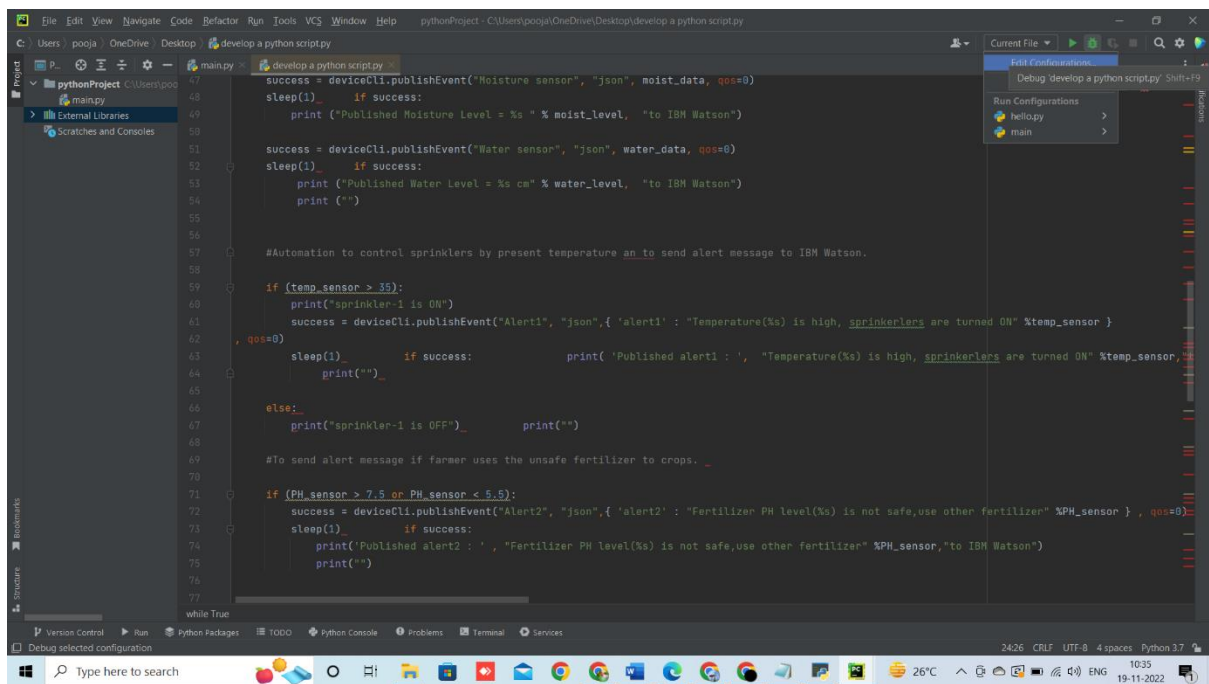 File Edit View Navigate Code Refactor Run Tools VCS Window Help pythonProject - C:\Users\pooja\OneDrive\Desktop\develop a python script.py
C: Users pooja OneDrive Desktop develop a python script.py Current File
P... main.py develop a python script.py Edit Configurations...
Debug 'develop a python script.py' Shift+F9
Project
pythonProject C:\Users\poo
main.py
External Libraries
Scratches and Consoles
Run Configurations
hello.py
main
47 success = deviceCli.publishEvent("Moisture sensor", "json", moist_data, qos=0)
48 sleep(1) if success:
49 print ("Published Moisture Level = %s " % moist_level, "to IBM Watson")
50
51 success = deviceCli.publishEvent("Water sensor", "json", water_data, qos=0)
52 sleep(1) if success:
53 print ("Published Water Level = %s cm" % water_level, "to IBM Watson")
54 print ("")
55
56
57 #Automation to control sprinklers by present temperature an to send alert message to IBM Watson.
58
59 if (temp_sensor > 35):
60 print("sprinkler-1 is ON")
61 success = deviceCli.publishEvent("Alert1", "json",{ 'alert1' : "Temperature(%s) is high, sprinkerlers are turned ON" %temp_sensor }
62 , qos=0)
63 sleep(1) if success: print( 'Published alert1 : ', "Temperature(%s) is high, sprinkerlers are turned ON" %temp_sensor,
64 print("")
65
66 else:
67 print("sprinkler-1 is OFF") print("")
68
69 #To send alert message if farmer uses the unsafe fertilizer to crops.
70
71 if (PH_sensor > 7.5 or PH_sensor < 5.5):
72 success = deviceCli.publishEvent("Alert2", "json",{ 'alert2' : "Fertilizer PH level(%s) is not safe,use other fertilizer" %PH_sensor } , qos=0)
73 sleep(1) if success:
74 print('Published alert2 : ' , "Fertilizer PH level(%s) is not safe,use other fertilizer" %PH_sensor,"to IBM Watson")
75 print("")
76
77
while True
Bookmarks
Structure
Version Control Run Python Packages TODO Python Console Problems Terminal Services
Debug selected configuration 24:26 CRLF UTF-8 4 spaces Python 3.7
Type here to search 26°C ENG 10:35
19-11-2022